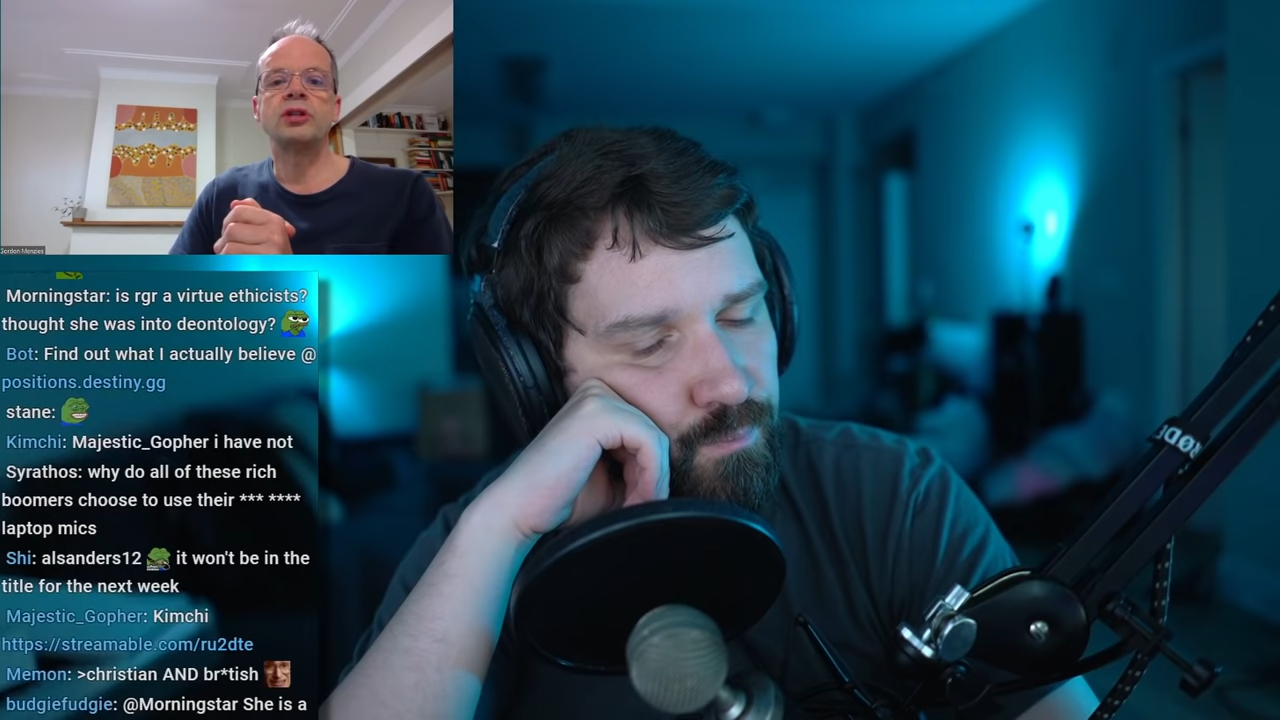 Gordon Menzies
Morningstar: is rgr a virtue ethicists?
thought she was into deontology?
Bot: Find out what I actually believe @
positions.destiny.gg
stane:
Kimchi: Majestic_Gopher i have not
Syrathos: why do all of these rich
boomers choose to use their *** ****
laptop mics
Shi: alsanders12 it won't be in the
title for the next week
Majestic_Gopher: Kimchi
https://streamable.com/ru2dte
Memon: >christian AND br*tish
budgiefudgie: @Morningstar She is a
RØDE